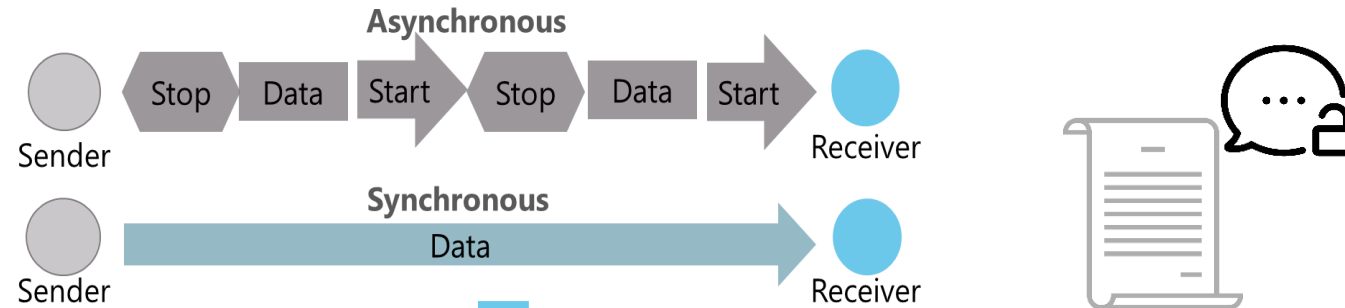 Asynchronous
Stop Data Start Stop Data Start
Sender Receiver
Synchronous
Data
Sender Receiver